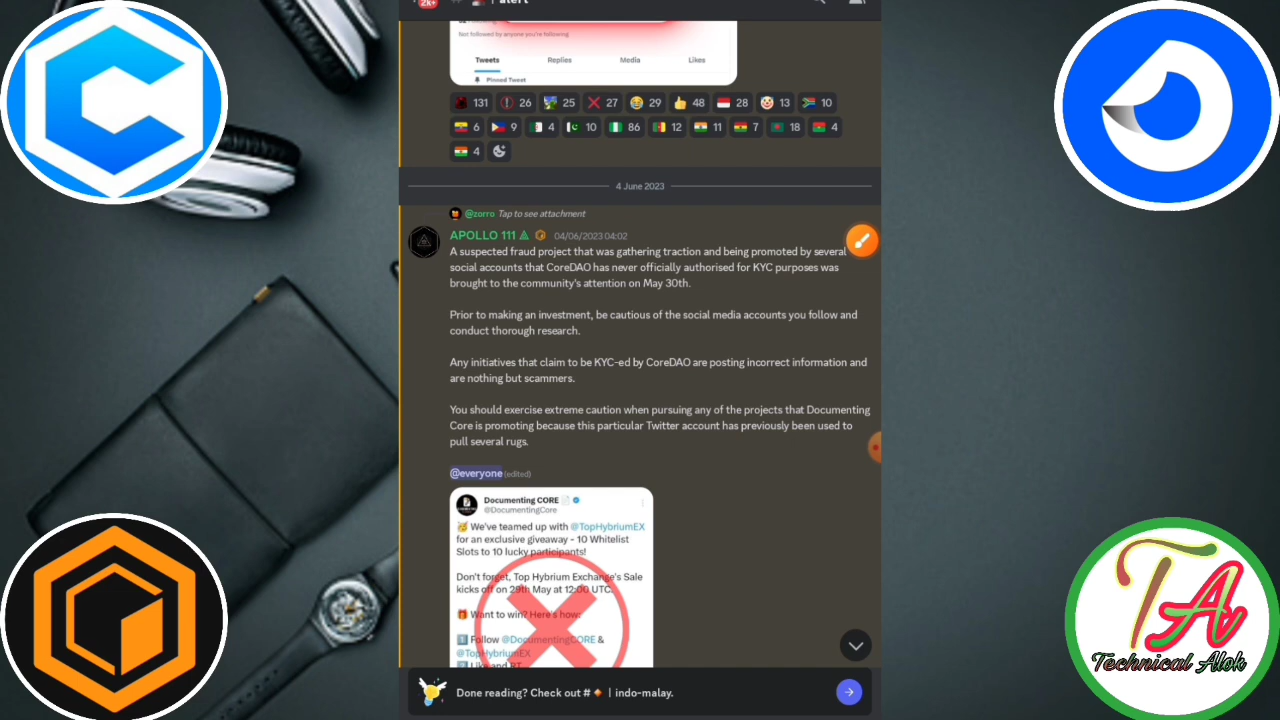 2k+
alert
Not followed by anyone you're following
Tweets Replies Media Likes
Pinned Tweet
131 26 25 27 29 48 28 13 10
6 9 4 10 86 12 11 7 18 4
4
4 June 2023
@zorro Tap to see attachment
APOLLO 111 04/06/2023 04:02
A suspected fraud project that was gathering traction and being promoted by several
social accounts that CoreDAO has never officially authorised for KYC purposes was
brought to the community's attention on May 30th.
Prior to making an investment, be cautious of the social media accounts you follow and
conduct thorough research.
Any initiatives that claim to be KYC-ed by CoreDAO are posting incorrect information and
are nothing but scammers.
You should exercise extreme caution when pursuing any of the projects that Documenting
Core is promoting because this particular Twitter account has previously been used to
pull several rugs.
@everyone (edited)
Documenting CORE
@DocumentingCore
We've teamed up with @TopHybriumEX
for an exclusive giveaway - 10 Whitelist
Slots to 10 lucky participants!
Don't forget, Top Hybrium Exchange's Sale
kicks off on 29th May at 12:00 UTC.
Want to win? Here's how:
1 Follow @DocumentingCORE &
@TopHybriumEX
2 Like and RT
Done reading? Check out # | indo-malay.
TA
Technical Alok